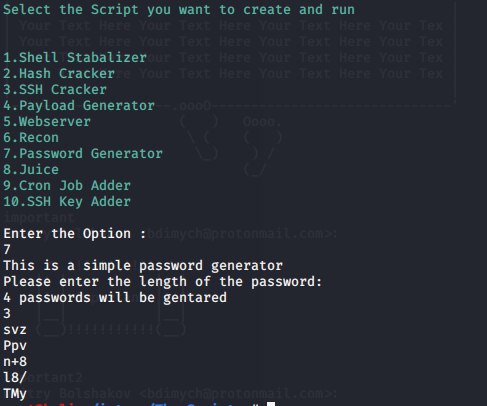 Select the Script you want to create and run
Your Text Here Your Text Here Your Text Here Your Tex
Your Text Here Your Text Here Your Text Here Your Tex
Your Text Here Your Text Here Your Text Here Your Tex
1.Shell Stabalizer
2.Hash Cracker
3.SSH Cracker
4.Payload Generator
5.Webserver
6.Recon
7.Password Generator
8.Juice
9.Cron Job Adder
10.SSH Key Adder
important
Enter the Option :
<bdimych@protonmail.com>:
7
This is a simple password generator
Please enter the length of the password:
4 passwords will be gentared
3
svz
Ppv
n+8
l8/
important2
TMy
Bolshakov <bdimych@protonmail.com>: